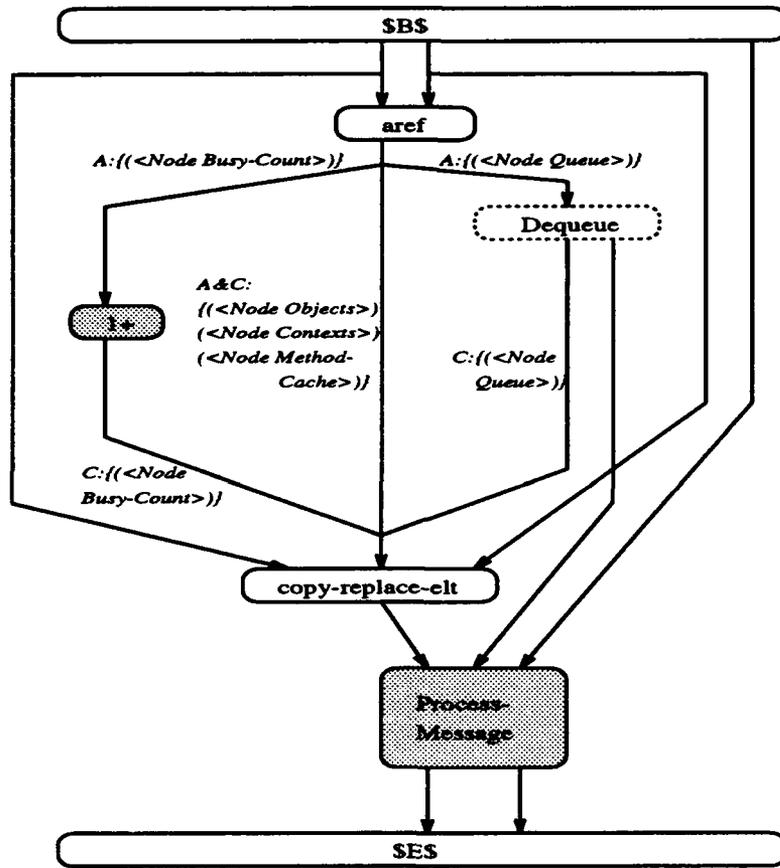 $B$
aref
A:{(<Node Busy-Count>)}
A:{(<Node Queue>)}
Dequeue
A&C:
{(<Node Objects>)
(<Node Contexts>)
(<Node Method-
Cache>)}
1+
C:{(<Node
Queue>)}
C:{(<Node
Busy-Count>)}
copy-replace-elt
Process-
Message
$E$